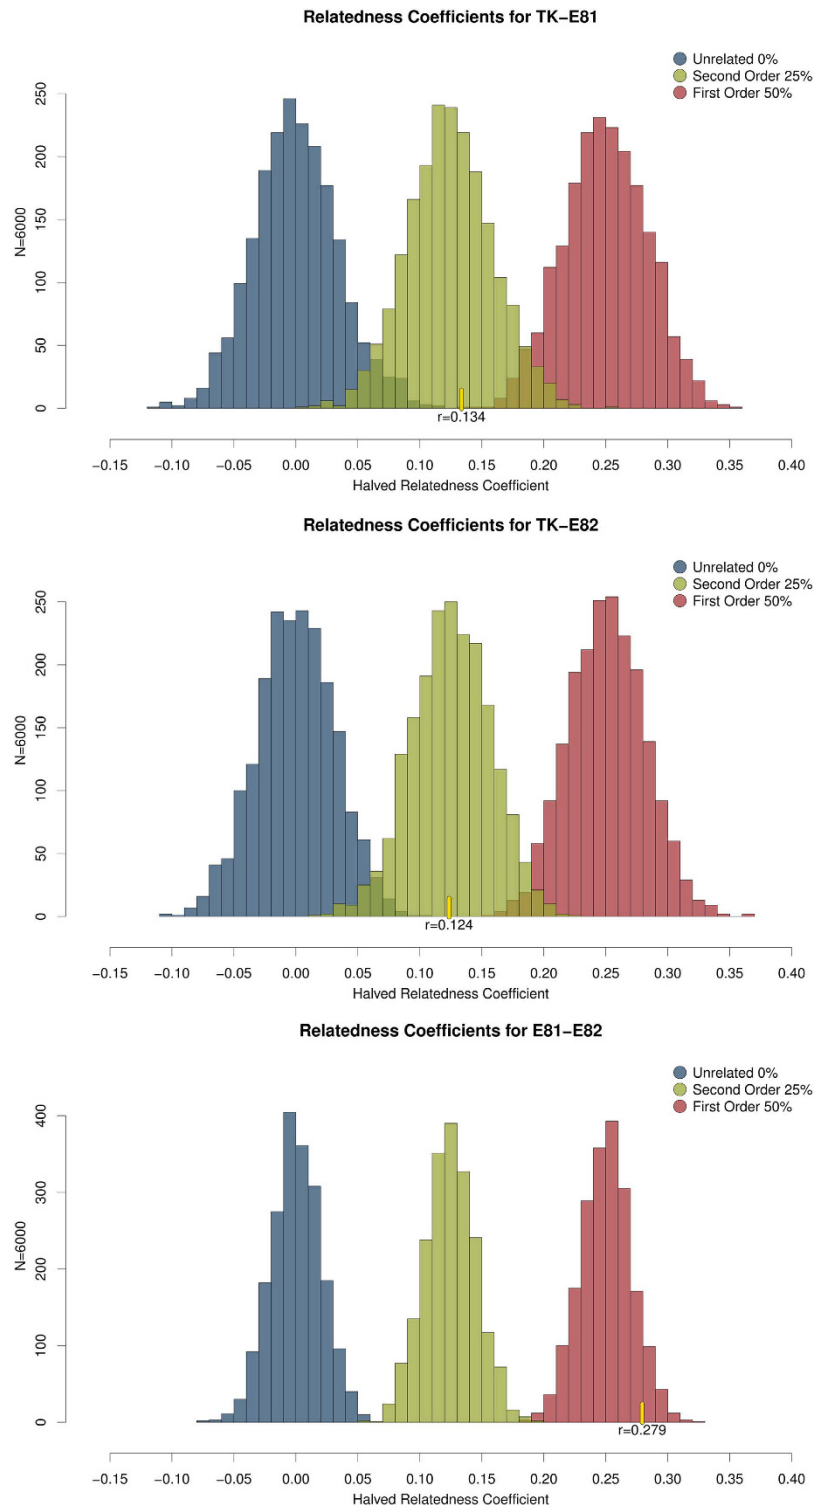 Relatedness Coefficients for TK−E81
Unrelated 0%
Second Order 25%
First Order 50%
250
200
150
100
50
0
N=6000
r=0.134
−0.15 −0.10 −0.05 0.00 0.05 0.10 0.15 0.20 0.25 0.30 0.35 0.40
Halved Relatedness Coefficient
Relatedness Coefficients for TK−E82
Unrelated 0%
Second Order 25%
First Order 50%
250
200
150
100
50
0
N=6000
r=0.124
−0.15 −0.10 −0.05 0.00 0.05 0.10 0.15 0.20 0.25 0.30 0.35 0.40
Halved Relatedness Coefficient
Relatedness Coefficients for E81−E82
Unrelated 0%
Second Order 25%
First Order 50%
400
300
200
100
0
N=6000
r=0.279
−0.15 −0.10 −0.05 0.00 0.05 0.10 0.15 0.20 0.25 0.30 0.35 0.40
Halved Relatedness Coefficient